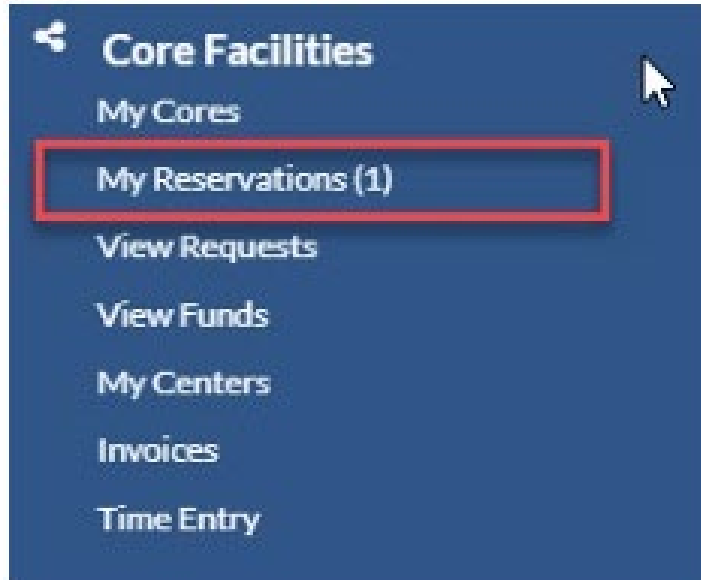 Core Facilities
My Cores
My Reservations (1)
View Requests
View Funds
My Centers
Invoices
Time Entry